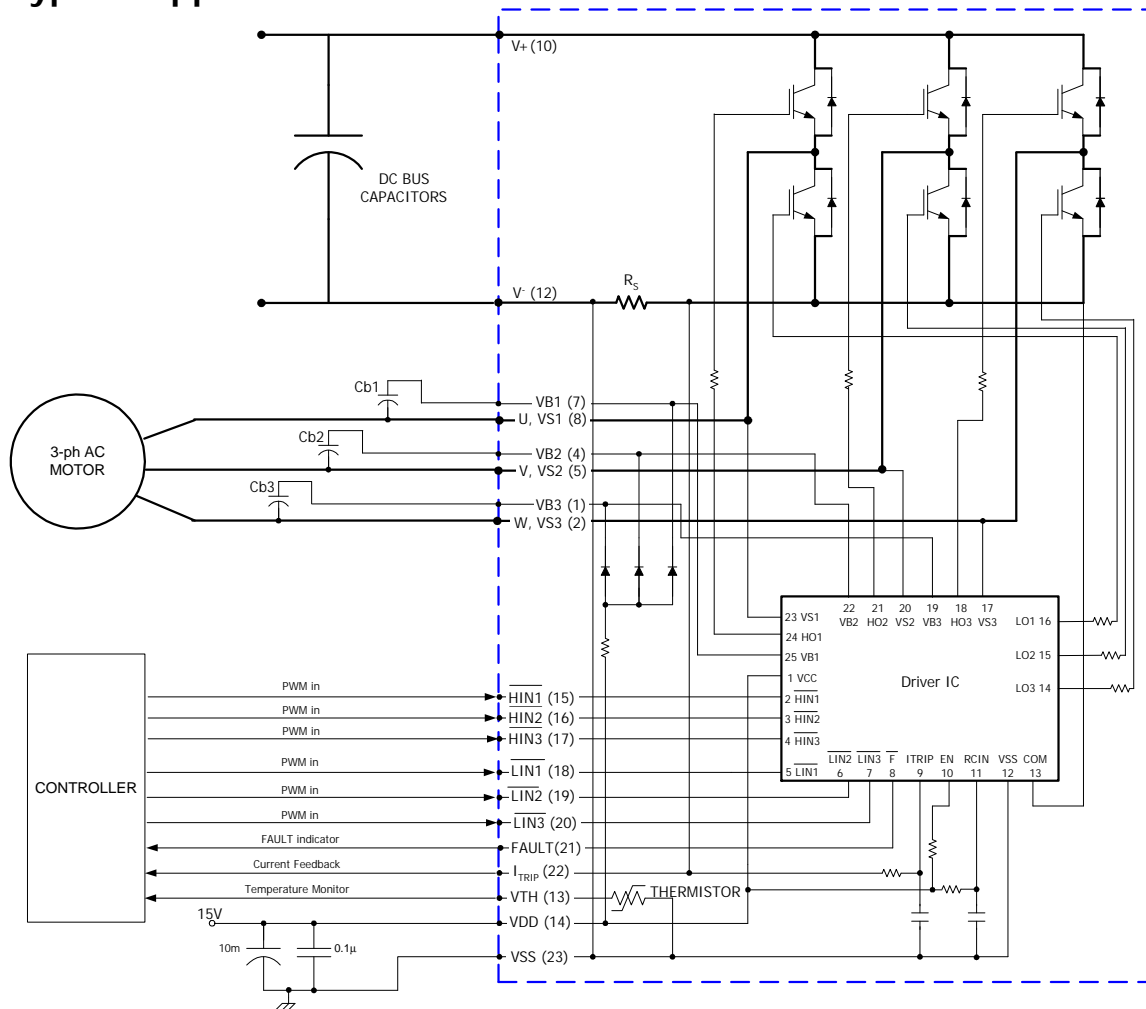 V+ (10)
DC BUS
CAPACITORS
V- (12)
RS
Cb1
VB1 (7)
U, VS1 (8)
3-ph AC
MOTOR
Cb2
VB2 (4)
V, VS2 (5)
Cb3
VB3 (1)
W, VS3 (2)
22 21 20 19 18 17
VB2 HO2 VS2 VB3 HO3 VS3
23 VS1
24 HO1
25 VB1
1 VCC
2 HIN1
3 HIN2
4 HIN3
5 LIN1
Driver IC
LO1 16
LO2 15
LO3 14
LIN2 LIN3 F ITRIP EN RCIN VSS COM
6 7 8 9 10 11 12 13
CONTROLLER
PWM in
HIN1 (15)
PWM in
HIN2 (16)
PWM in
HIN3 (17)
PWM in
LIN1 (18)
PWM in
LIN2 (19)
PWM in
LIN3 (20)
FAULT indicator
FAULT(21)
Current Feedback
ITRIP (22)
Temperature Monitor
VTH (13)
THERMISTOR
15V
VDD (14)
10m
0.1µ
VSS (23)